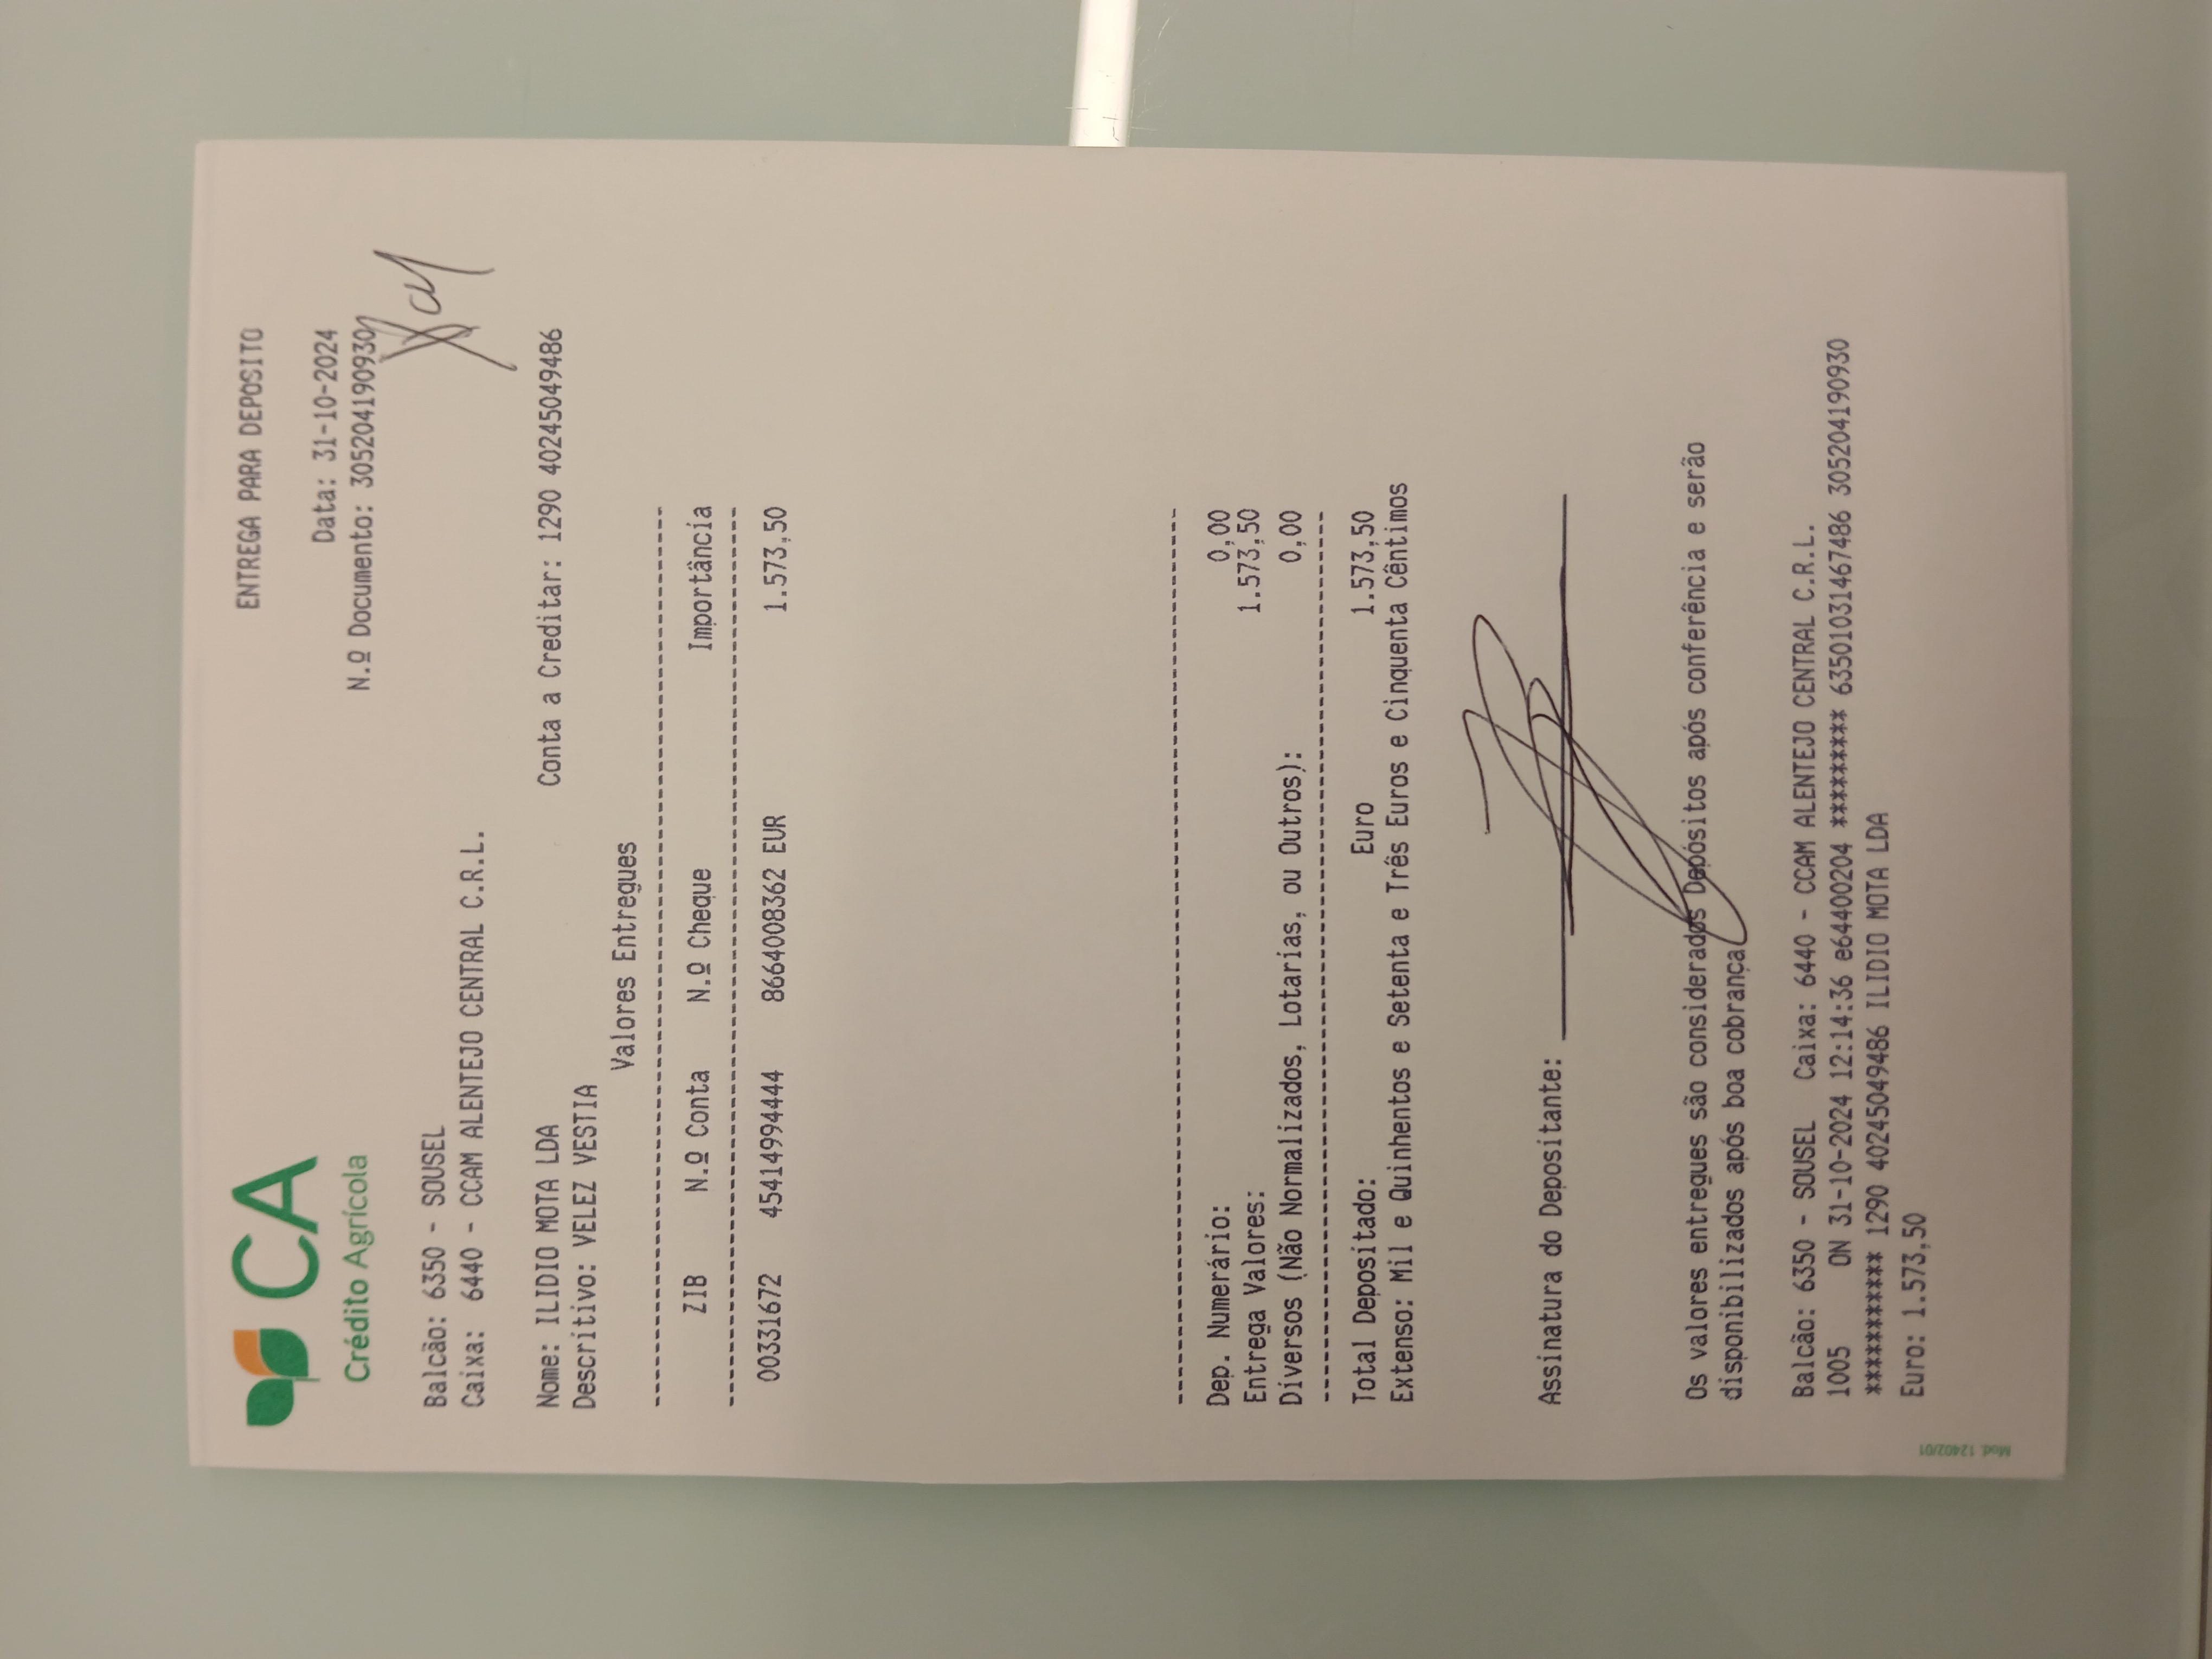 CA
Crédito Agrícola
ENTREGA PARA DEPOSITO
Data: 31-10-2024
N.º Documento: 305204190930
Balcão: 6350 - SOUSEL
Caixa: 6440 - CCAM ALENTEJO CENTRAL C.R.L.
Conta a Creditar: 1290 40245049486
Nome: ILIDIO MOTA LDA
Descritivo: VELEZ VESTIA
Valores Entregues
--------------------------------------------------------------------------------
ZIB N.º Conta N.º Cheque Importância
--------------------------------------------------------------------------------
00331672 45414994444 8664008362 EUR 1.573,50
--------------------------------------------------------------------------------
Dep. Numerário: 0,00
Entrega Valores: 1.573,50
Diversos (Não Normalizados, Lotarias, ou Outros): 0,00
--------------------------------------------------------------------------------
Total Depositado: Euro 1.573,50
Extenso: Mil e Quinhentos e Setenta e Três Euros e Cinquenta Cêntimos
Assinatura do Depositante:
Os valores entregues são considerados Depósitos após conferência e serão
disponibilizados após boa cobrança
Balcão: 6350 - SOUSEL Caixa: 6440 - CCAM ALENTEJO CENTRAL C.R.L.
1005 ON 31-10-2024 12:14:36 e64400204 ******** 6350103146​7486 305204190930
********* 1290 40245049486 ILIDIO MOTA LDA
Euro: 1.573,50
Mod. 12402/01